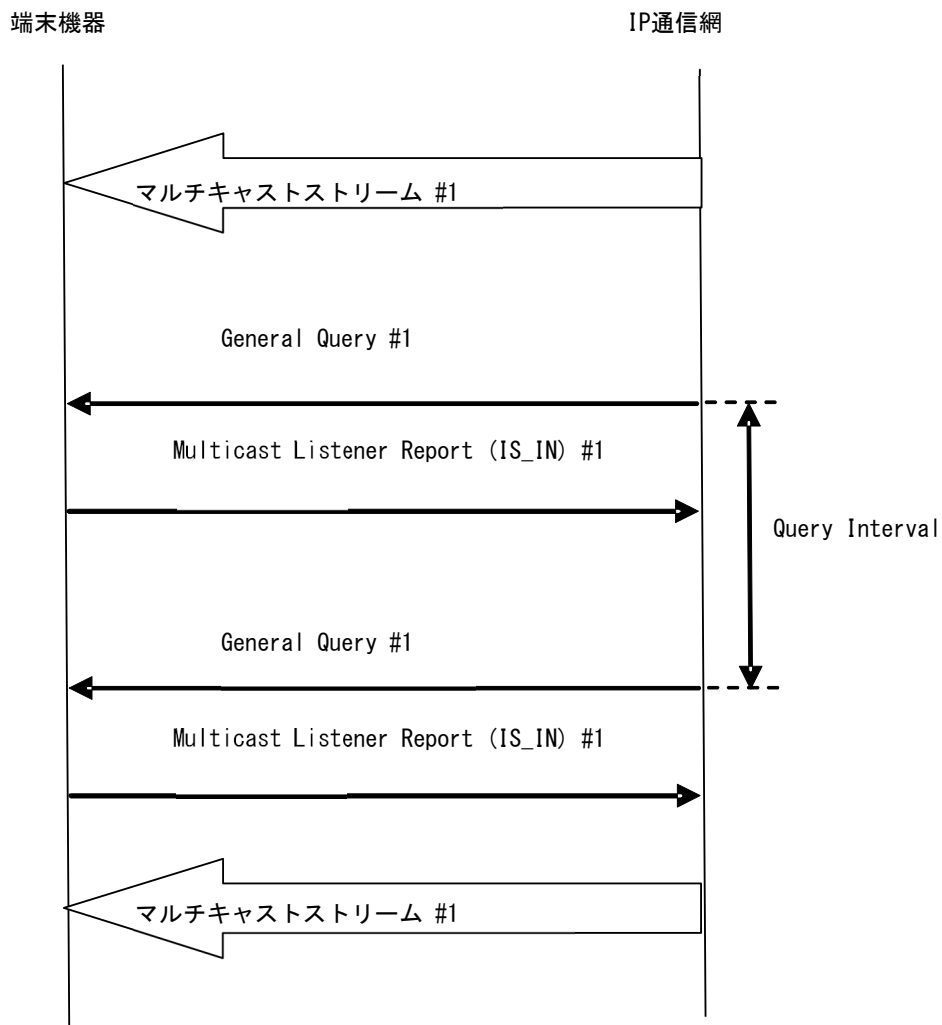 端末機器
IP通信網
マルチキャストストリーム #1
General Query #1
Multicast Listener Report (IS_IN) #1
Query Interval
General Query #1
Multicast Listener Report (IS_IN) #1
マルチキャストストリーム #1